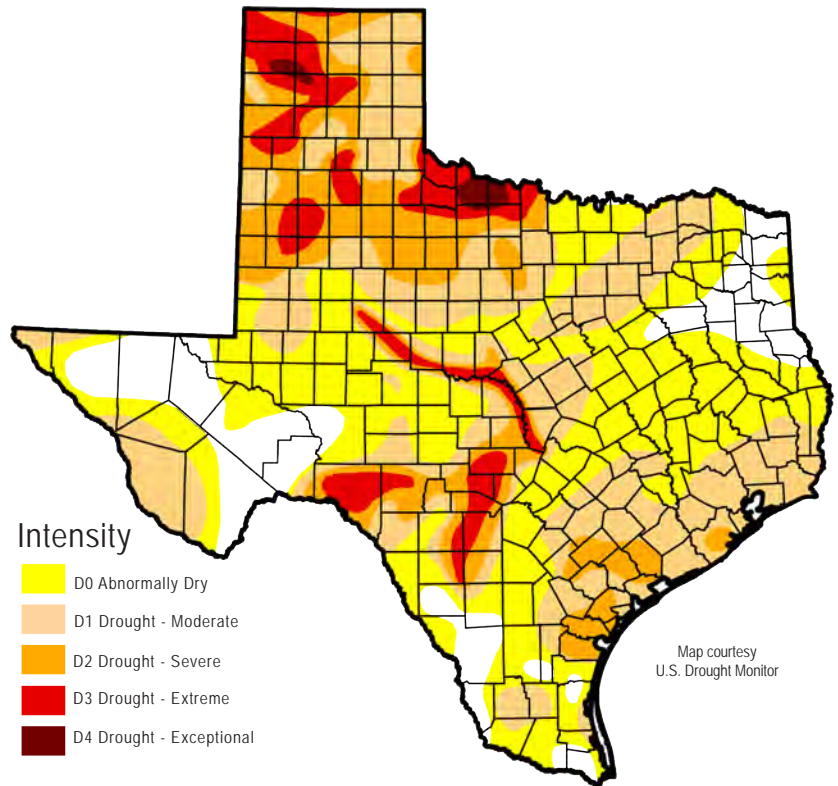 Intensity
D0 Abnormally Dry
D1 Drought - Moderate
D2 Drought - Severe
D3 Drought - Extreme
D4 Drought - Exceptional
Map courtesy
U.S. Drought Monitor